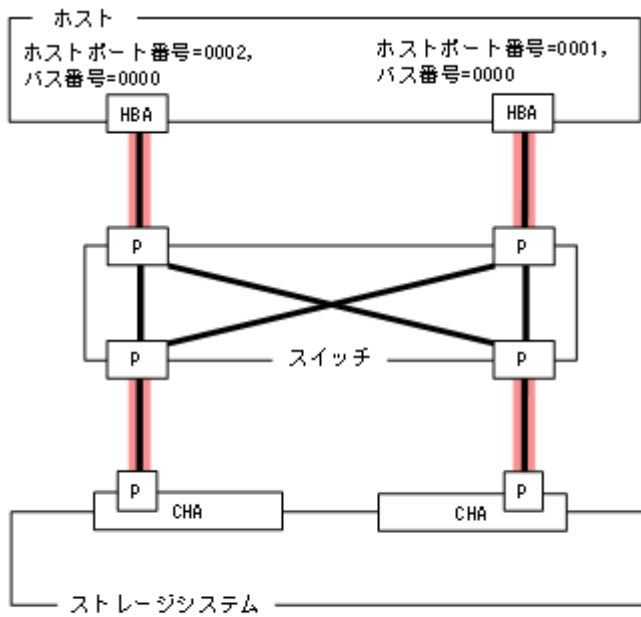 ホスト
ホストポート番号=0002,
バス番号=0000
ホストポート番号=0001,
バス番号=0000
HBA
HBA
P
P
P
スイッチ
P
P
CHA
P
CHA
ストレージシステム